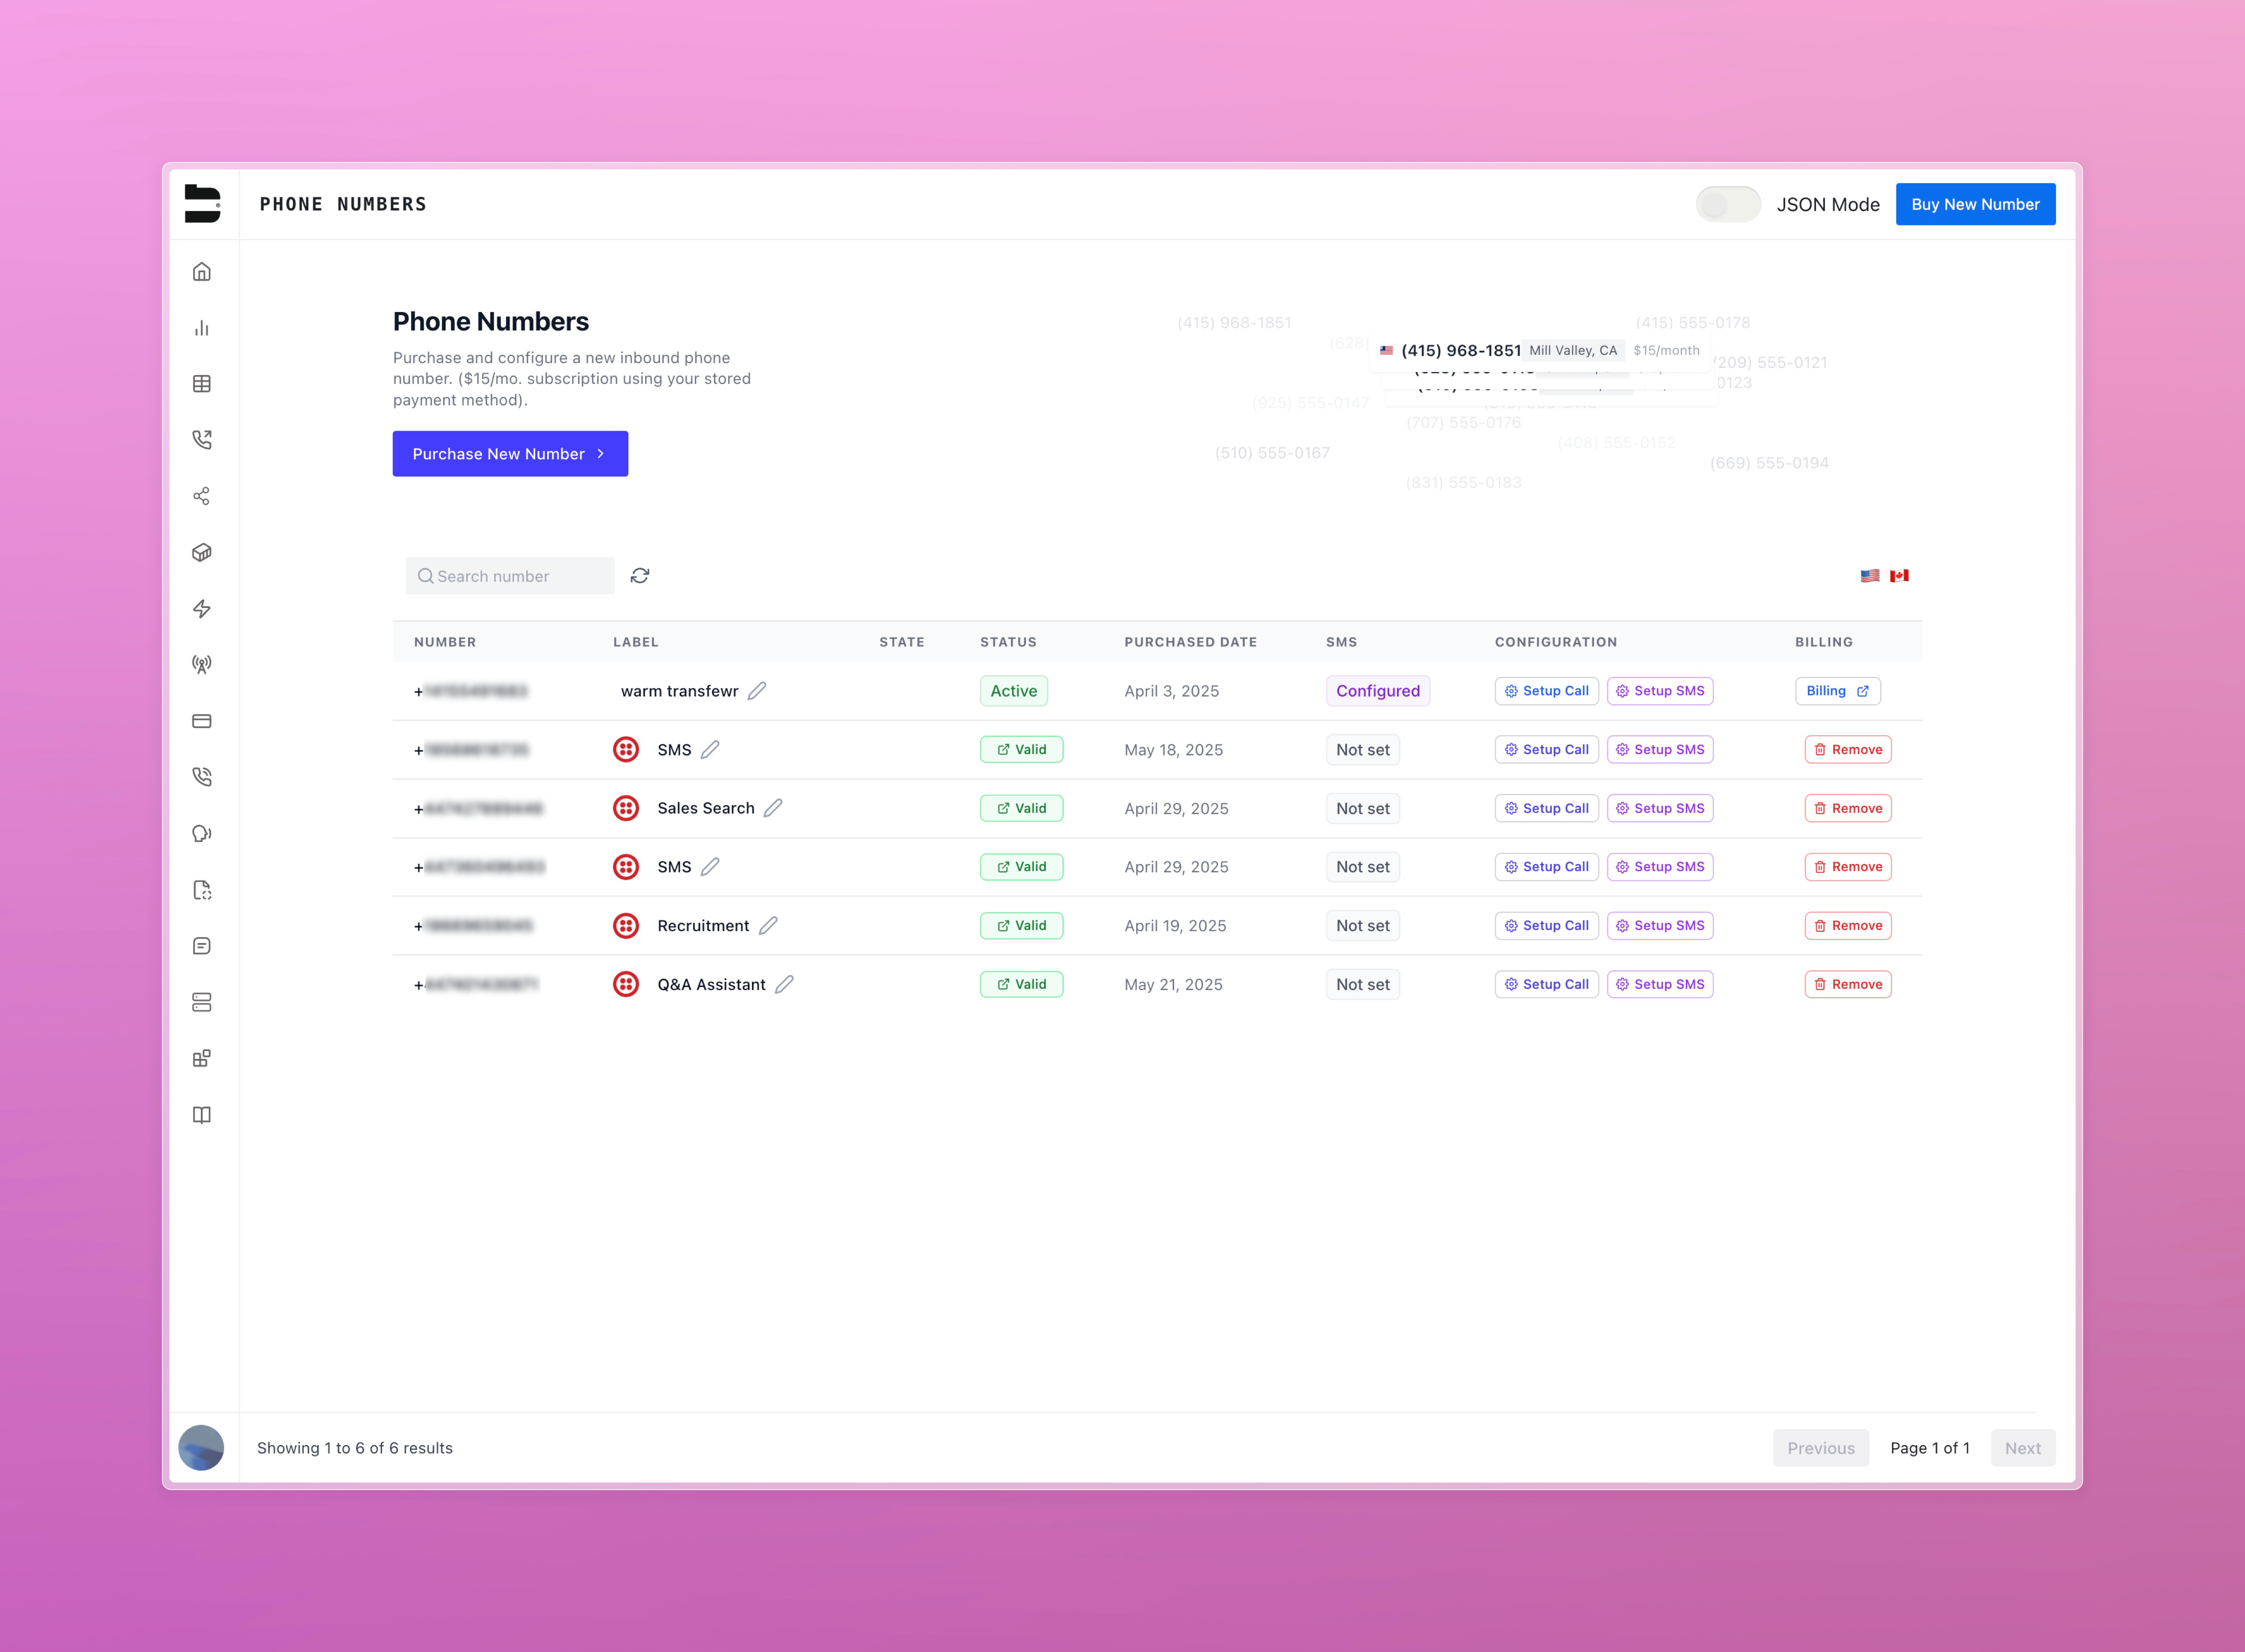 PHONE NUMBERS
JSON Mode
Buy New Number
Phone Numbers
Purchase and configure a new inbound phone
number. ($15/mo. subscription using your stored
payment method).
Purchase New Number
(415) 968-1851
(415) 555-0178
(628)
(415) 968-1851 Mill Valley, CA $15/month
(209) 555-0121
0123
(925) 555-0147
(707) 555-0176
(408) 555-0152
(510) 555-0167
(669) 555-0194
(831) 555-0183
Search number
NUMBER LABEL STATE STATUS PURCHASED DATE SMS CONFIGURATION BILLING
+ warm transfewr Active April 3, 2025 Configured Setup Call Setup SMS Billing
+ SMS Valid May 18, 2025 Not set Setup Call Setup SMS Remove
+ Sales Search Valid April 29, 2025 Not set Setup Call Setup SMS Remove
+ SMS Valid April 29, 2025 Not set Setup Call Setup SMS Remove
+ Recruitment Valid April 19, 2025 Not set Setup Call Setup SMS Remove
+ Q&A Assistant Valid May 21, 2025 Not set Setup Call Setup SMS Remove
Showing 1 to 6 of 6 results
Previous Page 1 of 1 Next